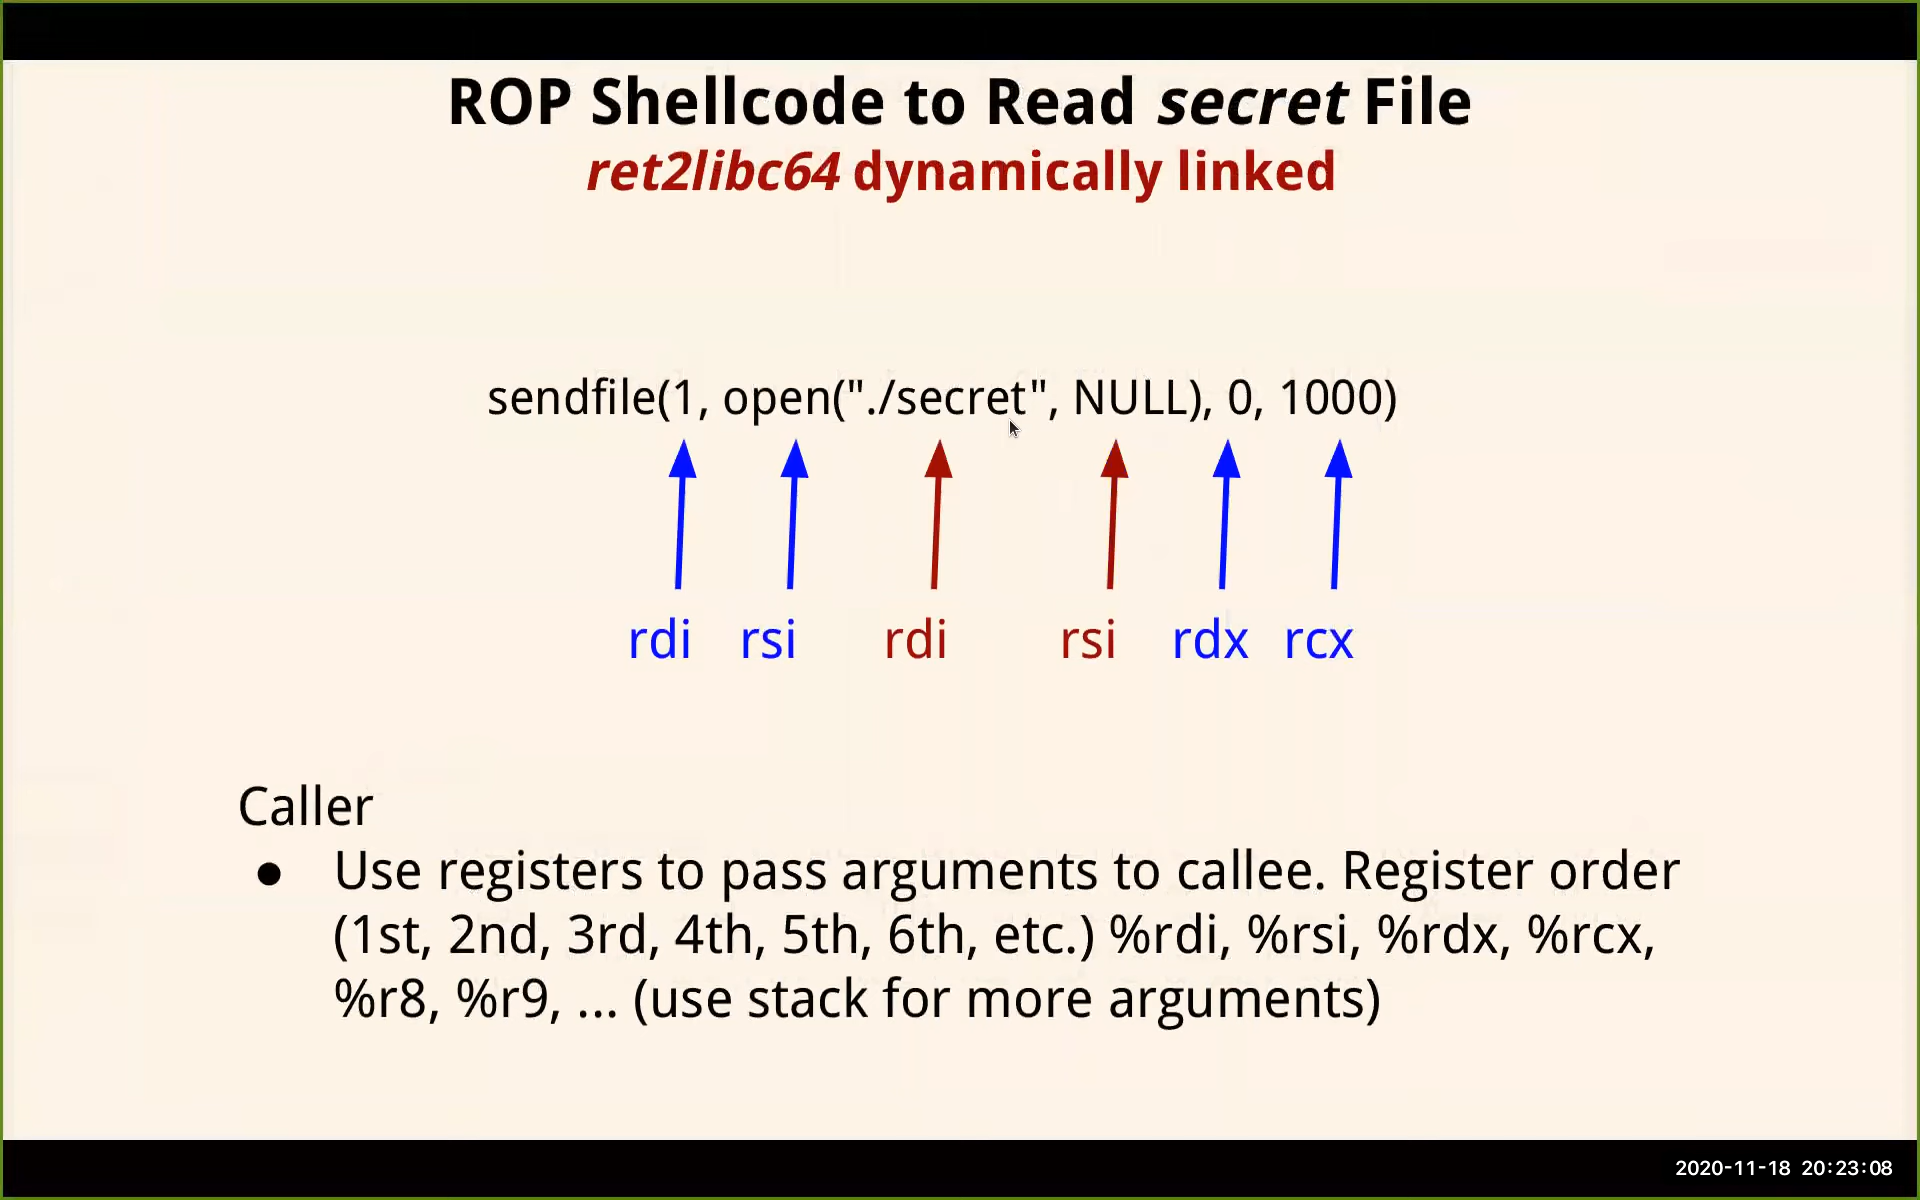 ROP Shellcode to Read secret File
ret2libc64 dynamically linked
sendfile(1, open("./secret", NULL), 0, 1000)
rdi rsi rdi rsi rdx rcx
Caller
● Use registers to pass arguments to callee. Register order
(1st, 2nd, 3rd, 4th, 5th, 6th, etc.) %rdi, %rsi, %rdx, %rcx,
%r8, %r9, ... (use stack for more arguments)
2020-11-18 20:23:08